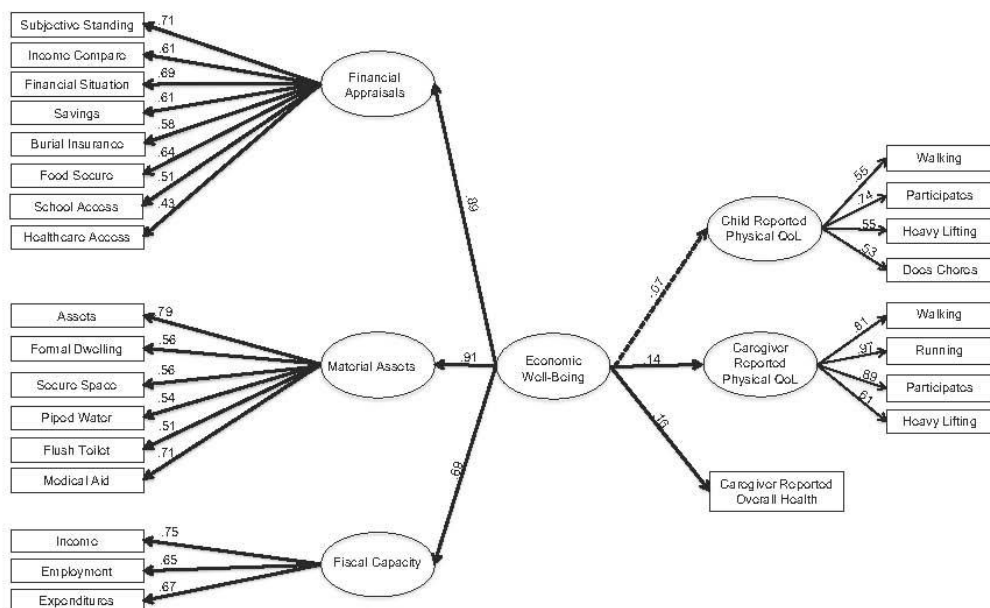 Subjective Standing
.71
Income Compare
.61
Financial Situation
.69
Savings
.61
Burial Insurance
.58
Food Secure
.64
School Access
.51
Healthcare Access
.43
Financial
Appraisals
.89
Assets
.79
Formal Dwelling
.56
Secure Space
.56
Piped Water
.54
Flush Toilet
.51
Medical Aid
.71
Material Assets
.91
Economic
Well-Being
.69
Income
.75
Employment
.65
Expenditures
.67
Fiscal Capacity
.07
Child Reported
Physical QoL
.55
Walking
.74
Participates
.55
Heavy Lifting
.53
Does Chores
.14
Caregiver
Reported
Physical QoL
.81
Walking
.97
Running
.89
Participates
.61
Heavy Lifting
.16
Caregiver Reported
Overall Health